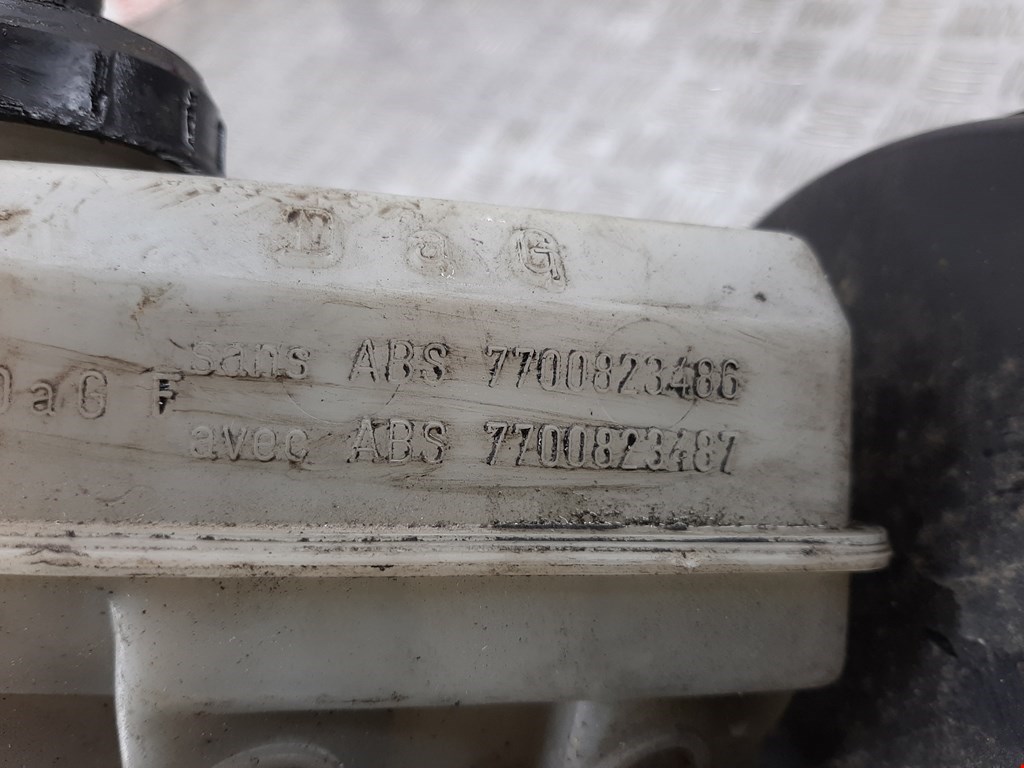 DaG
DaG F
sans ABS 7700823486
avec ABS 7700823487